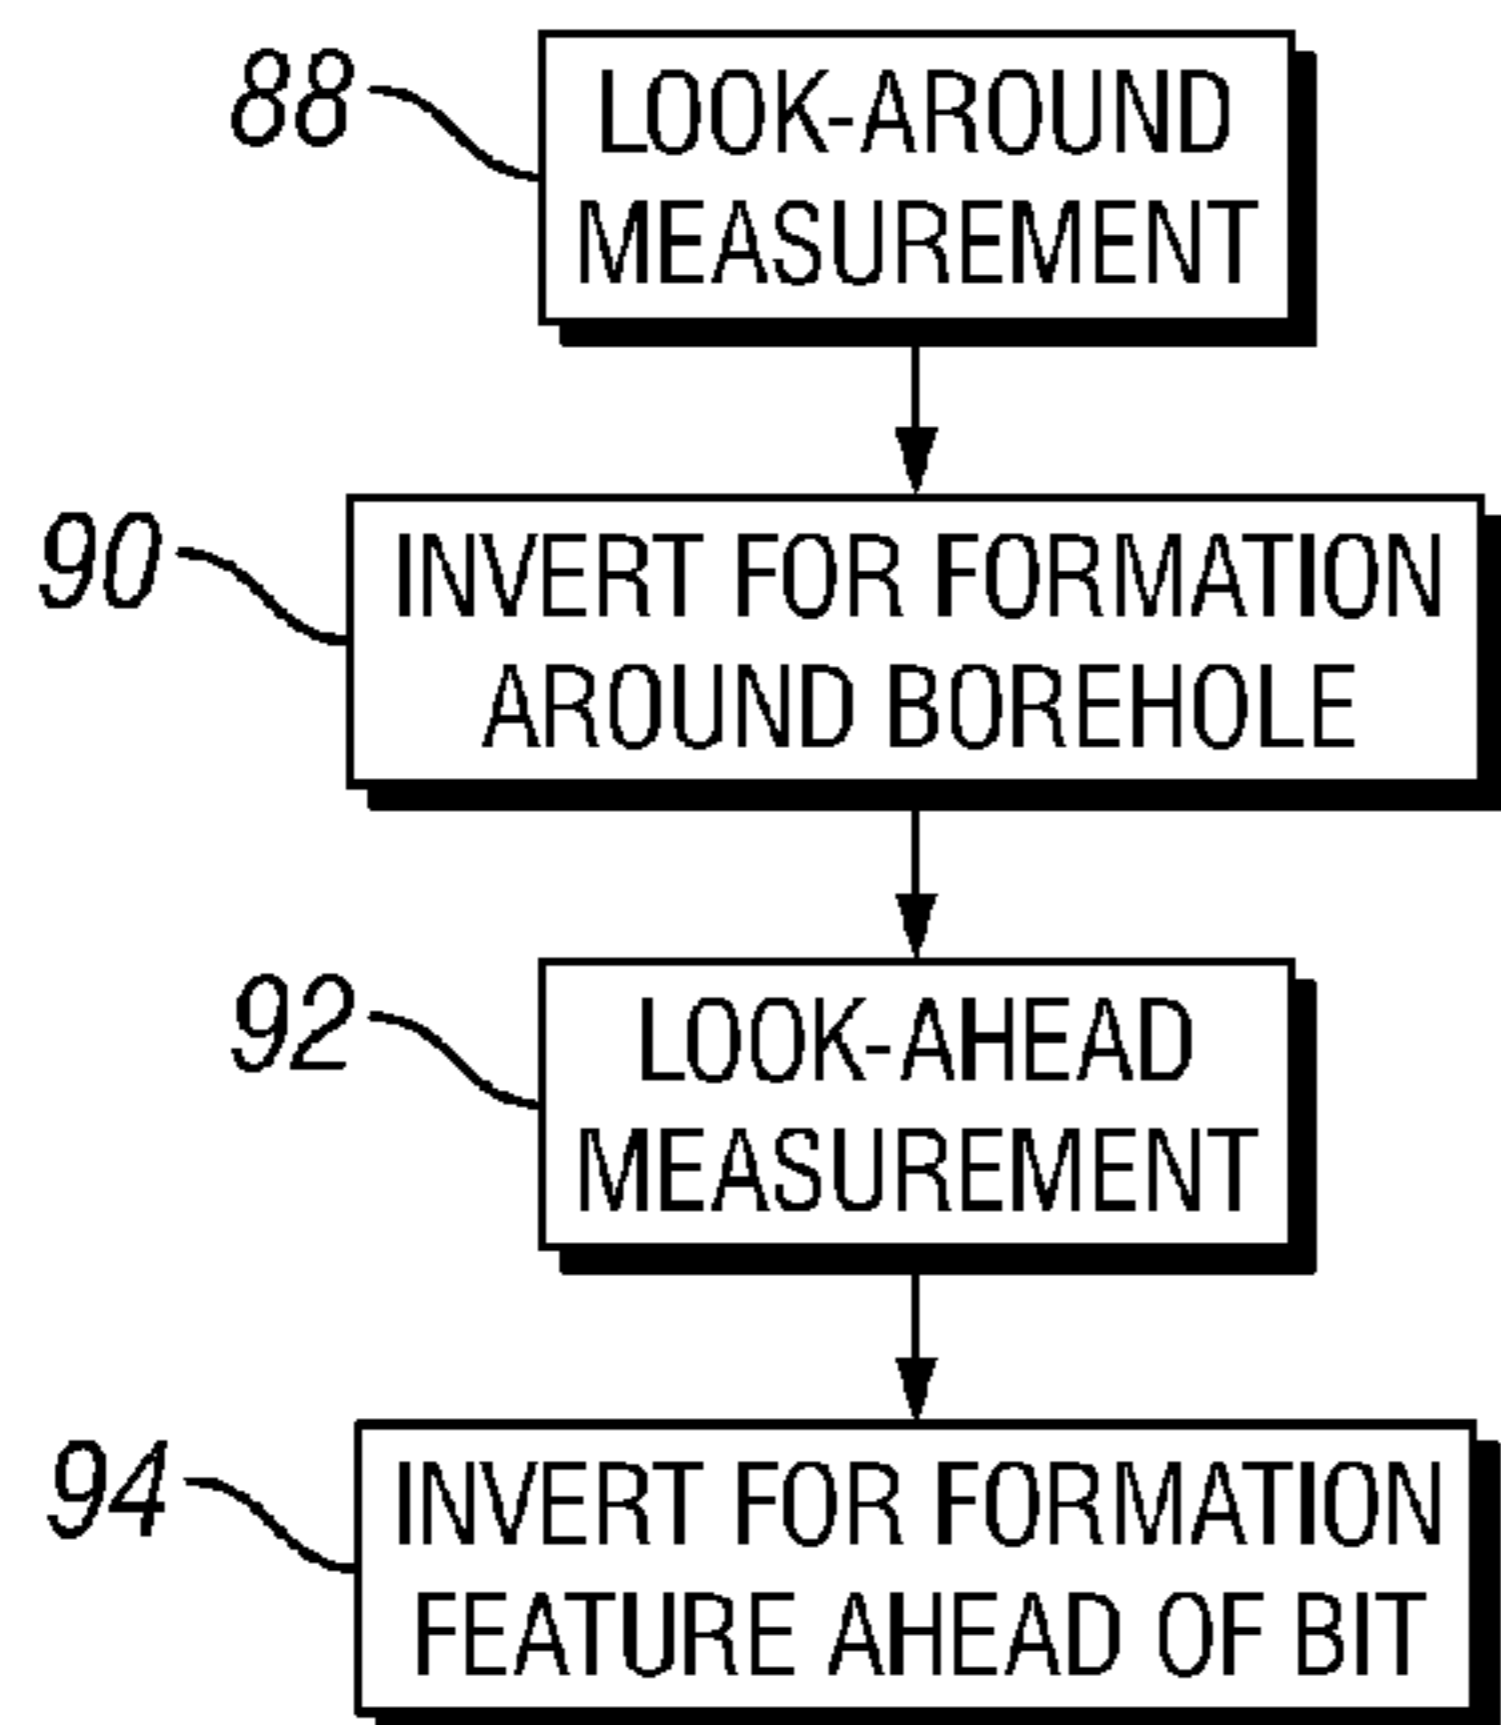 88
LOOK-AROUND
MEASUREMENT
90
INVERT FOR FORMATION
AROUND BOREHOLE
92
LOOK-AHEAD
MEASUREMENT
94
INVERT FOR FORMATION
FEATURE AHEAD OF BIT